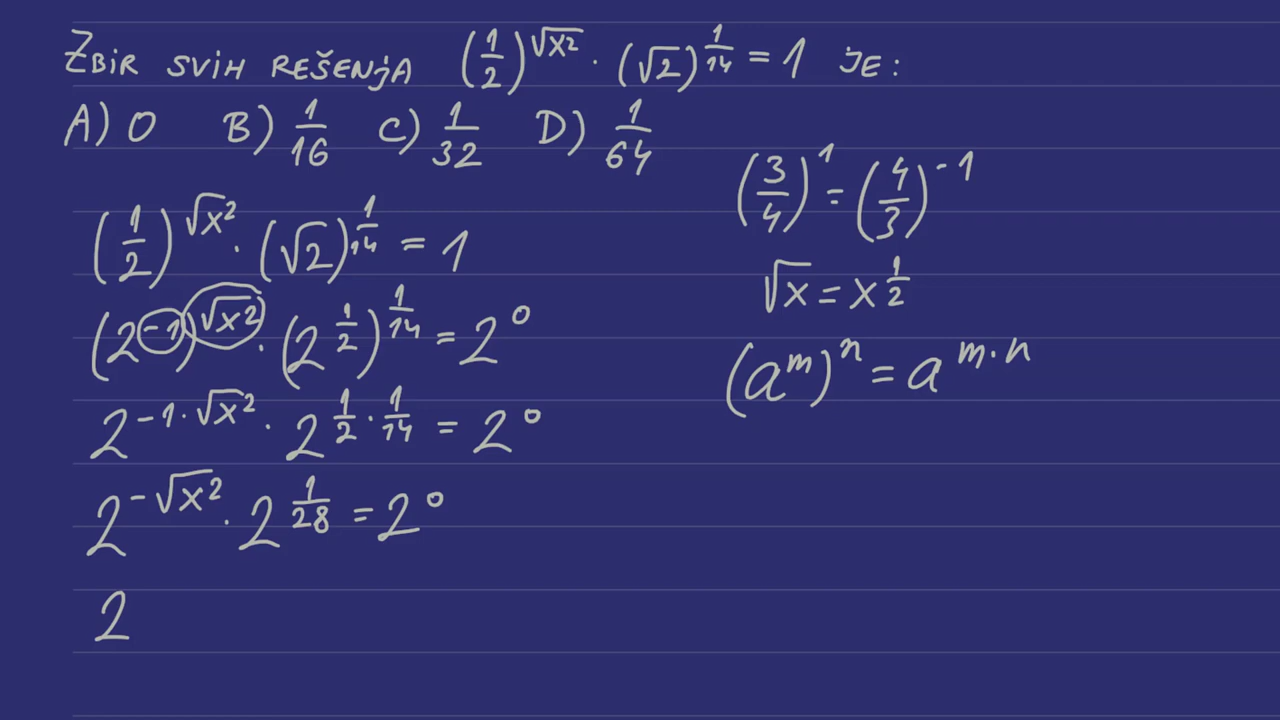 Zbir svih rešenja (1/2)^√x² · (√2)^1/14 = 1 je:
A) 0 B) 1/16 C) 1/32 D) 1/64
(1/2)^√x² · (√2)^1/14 = 1
(2^-1)^√x² · (2^1/2)^1/14 = 2^0
2^-1·√x² · 2^1/2·1/14 = 2^0
2^-√x² · 2^1/28 = 2^0
2
(3/4)^1 = (4/3)^-1
√x = x^1/2
(a^m)^n = a^m·n